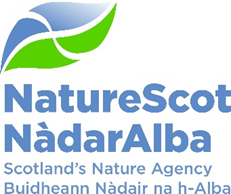 NatureScot
NàdarAlba
Scotland's Nature Agency
Buidheann Nàdair na h-Alba